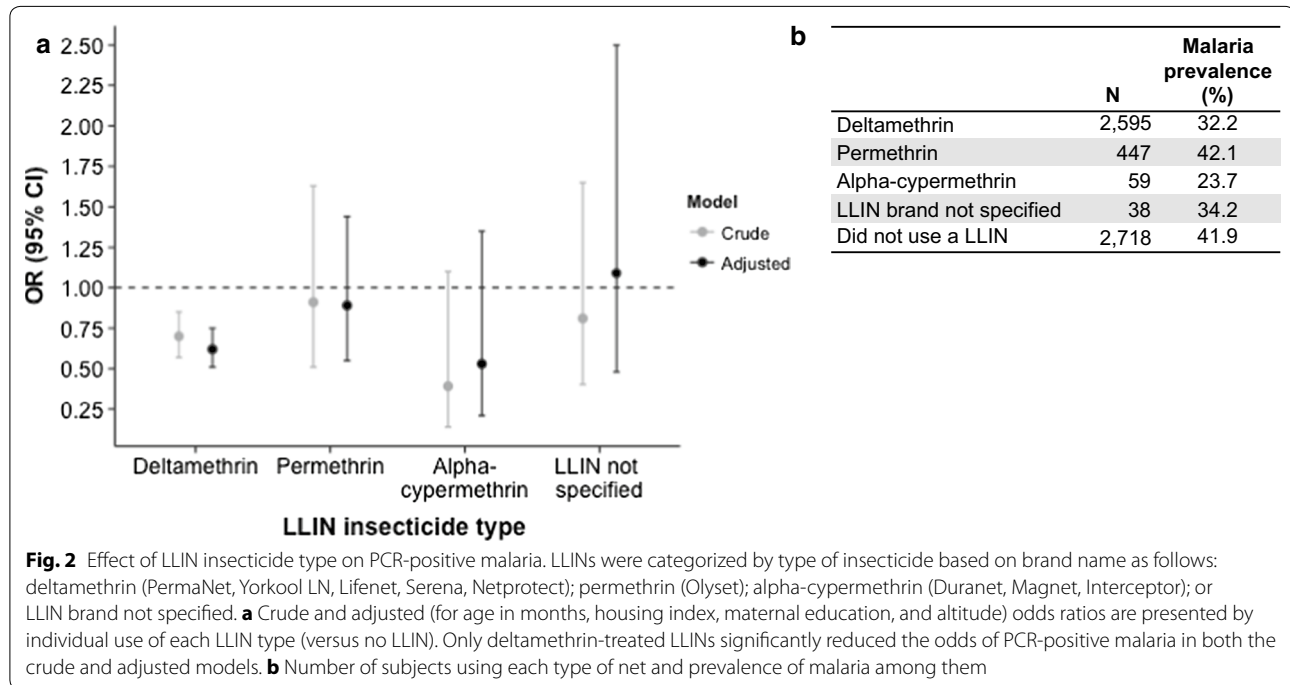 a
2.50
2.25
2.00
1.75
1.50
1.25
1.00
0.75
0.50
0.25
OR (95% CI)
Deltamethrin Permethrin Alpha-
cypermethrin LLIN not
specified
LLIN insecticide type
Model
Crude
Adjusted
b
N Malaria
prevalence
(%)
Deltamethrin 2,595 32.2
Permethrin 447 42.1
Alpha-cypermethrin 59 23.7
LLIN brand not specified 38 34.2
Did not use a LLIN 2,718 41.9
Fig. 2 Effect of LLIN insecticide type on PCR-positive malaria. LLINs were categorized by type of insecticide based on brand name as follows:
deltamethrin (PermaNet, Yorkool LN, Lifenet, Serena, Netprotect); permethrin (Olyset); alpha-cypermethrin (Duranet, Magnet, Interceptor); or
LLIN brand not specified. a Crude and adjusted (for age in months, housing index, maternal education, and altitude) odds ratios are presented by
individual use of each LLIN type (versus no LLIN). Only deltamethrin-treated LLINs significantly reduced the odds of PCR-positive malaria in both the
crude and adjusted models. b Number of subjects using each type of net and prevalence of malaria among them